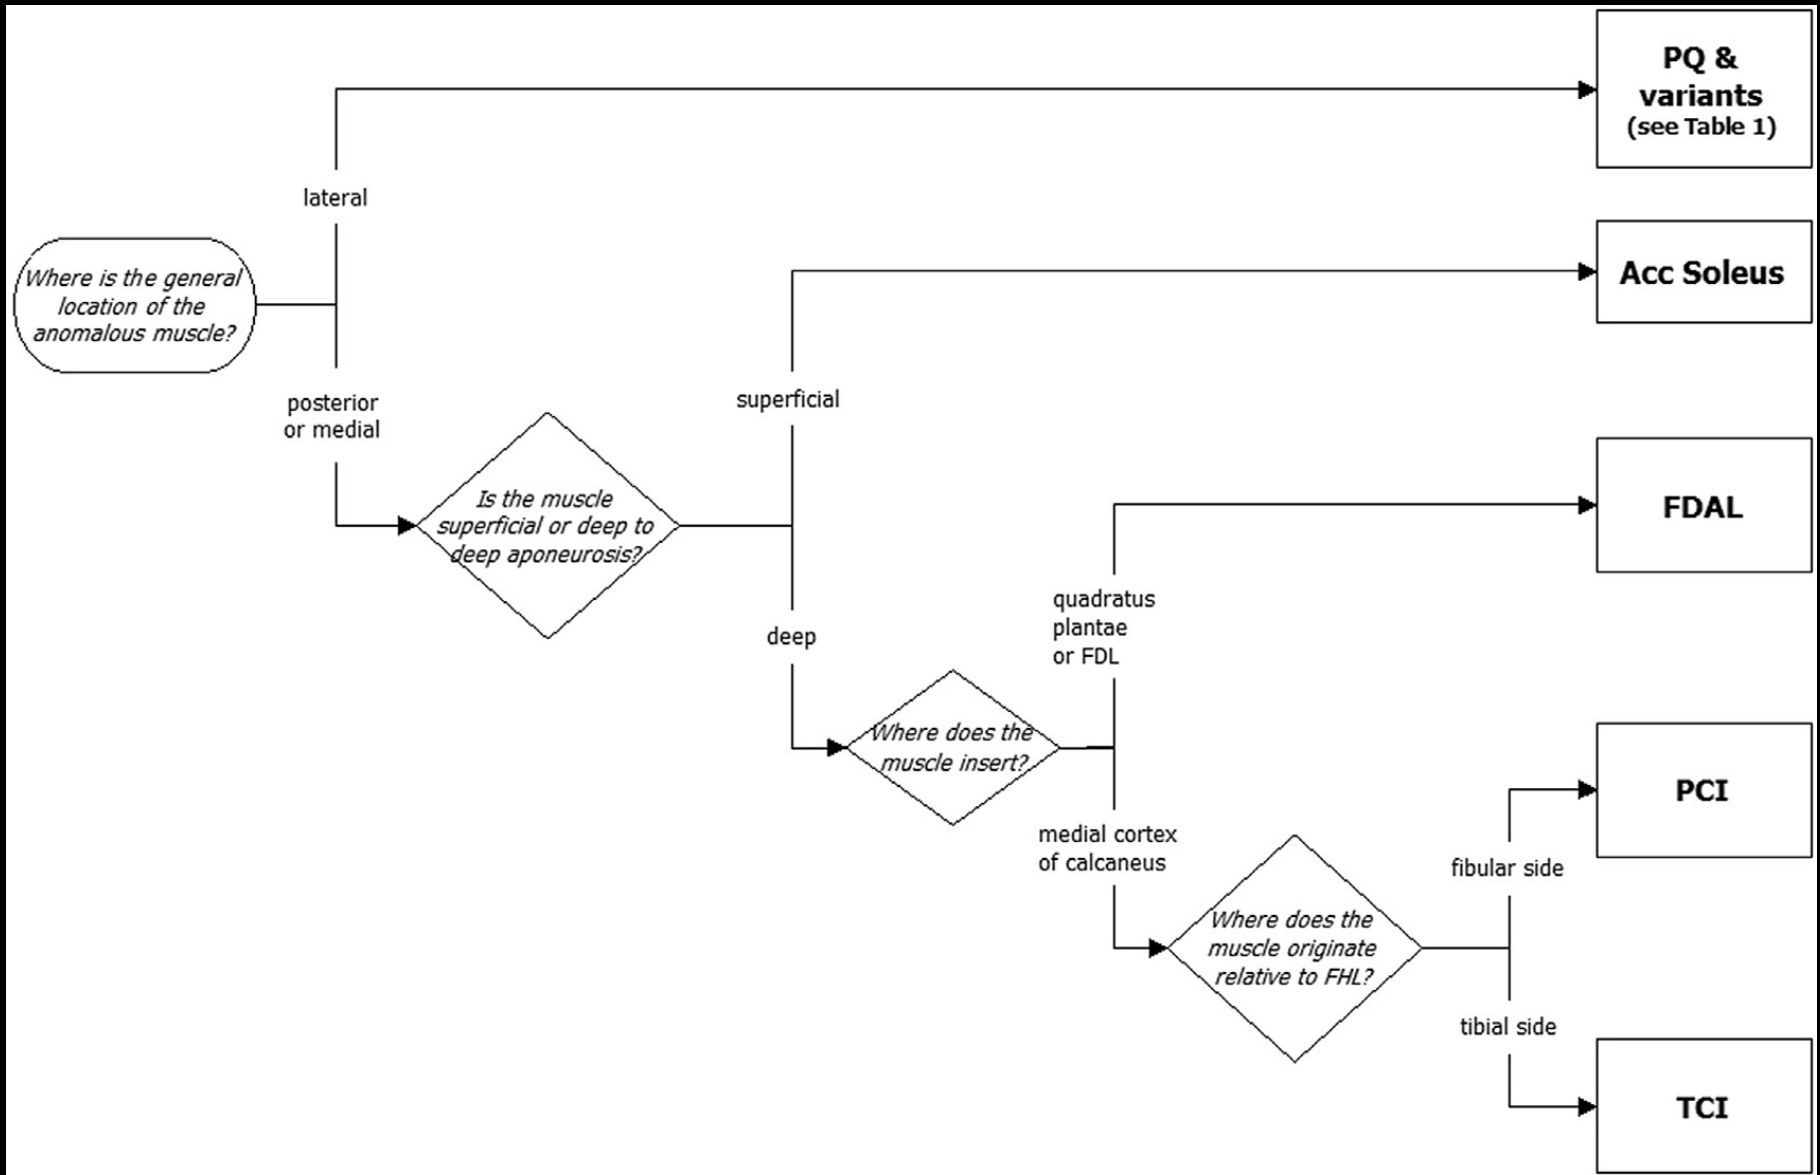 PQ &
variants
(see Table 1)
lateral
Where is the general
location of the
anomalous muscle?
Acc Soleus
posterior
or medial
superficial
Is the muscle
superficial or deep to
deep aponeurosis?
FDAL
quadratus
plantae
or FDL
deep
Where does the
muscle insert?
PCI
medial cortex
of calcaneus
fibular side
Where does the
muscle originate
relative to FHL?
tibial side
TCI